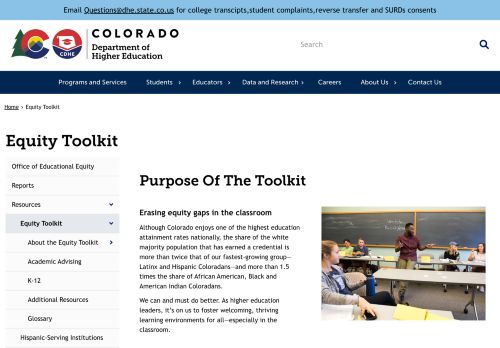 Email Questions@dhe.state.co.us for college transcipts,student complaints,reverse transfer and SURDs consents
CO
CDHE
COLORADO
Department of
Higher Education
Search
Programs and Services Students Educators Data and Research Careers About Us Contact Us
Home › Equity Toolkit
Equity Toolkit
Office of Educational Equity
Reports
Resources
Equity Toolkit
About the Equity Toolkit
Academic Advising
K-12
Additional Resources
Glossary
Hispanic-Serving Institutions
Purpose Of The Toolkit
Erasing equity gaps in the classroom
Although Colorado enjoys one of the highest education
attainment rates nationally, the share of the white
majority population that has earned a credential is
more than twice that of our fastest-growing group—
Latinx and Hispanic Coloradans—and more than 1.5
times the share of African American, Black and
American Indian Coloradans.
We can and must do better. As higher education
leaders, it's on us to foster welcoming, thriving
learning environments for all—especially in the
classroom.